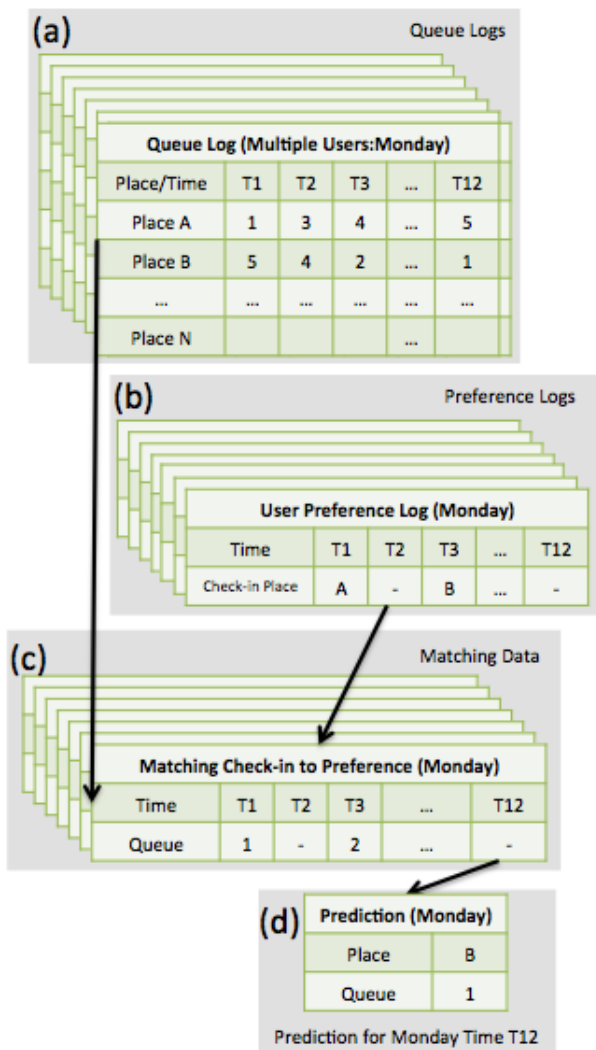 (a) Queue Logs
Queue Log (Multiple Users:Monday)
Place/Time T1 T2 T3 ... T12
Place A 1 3 4 ... 5
Place B 5 4 2 ... 1
... ... ... ... ... ...
Place N ...
(b) Preference Logs
User Preference Log (Monday)
Time T1 T2 T3 ... T12
Check-in Place A - B ... -
(c) Matching Data
Matching Check-in to Preference (Monday)
Time T1 T2 T3 ... T12
Queue 1 - 2 ... -
(d) Prediction (Monday)
Place B
Queue 1
Prediction for Monday Time T12